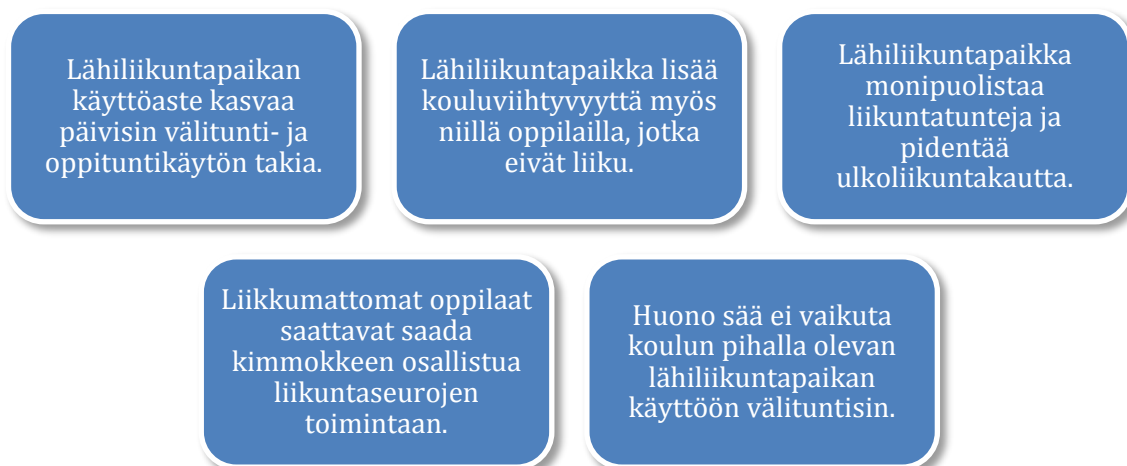 Lähiliikuntapaikan
käyttöaste kasvaa
päivisin välitunti- ja
oppituntikäytön takia.
Lähiliikuntapaikka lisää
kouluviihtyvyyttä myös
niillä oppilailla, jotka
eivät liiku.
Lähiliikuntapaikka
monipuolistaa
liikuntatunteja ja
pidentää
ulkoliikuntakautta.
Liikkumattomat oppilaat
saattavat saada
kimmokkeen osallistua
liikuntaseurojen
toimintaan.
Huono sää ei vaikuta
koulun pihalla olevan
lähiliikuntapaikan
käyttöön välituntisin.